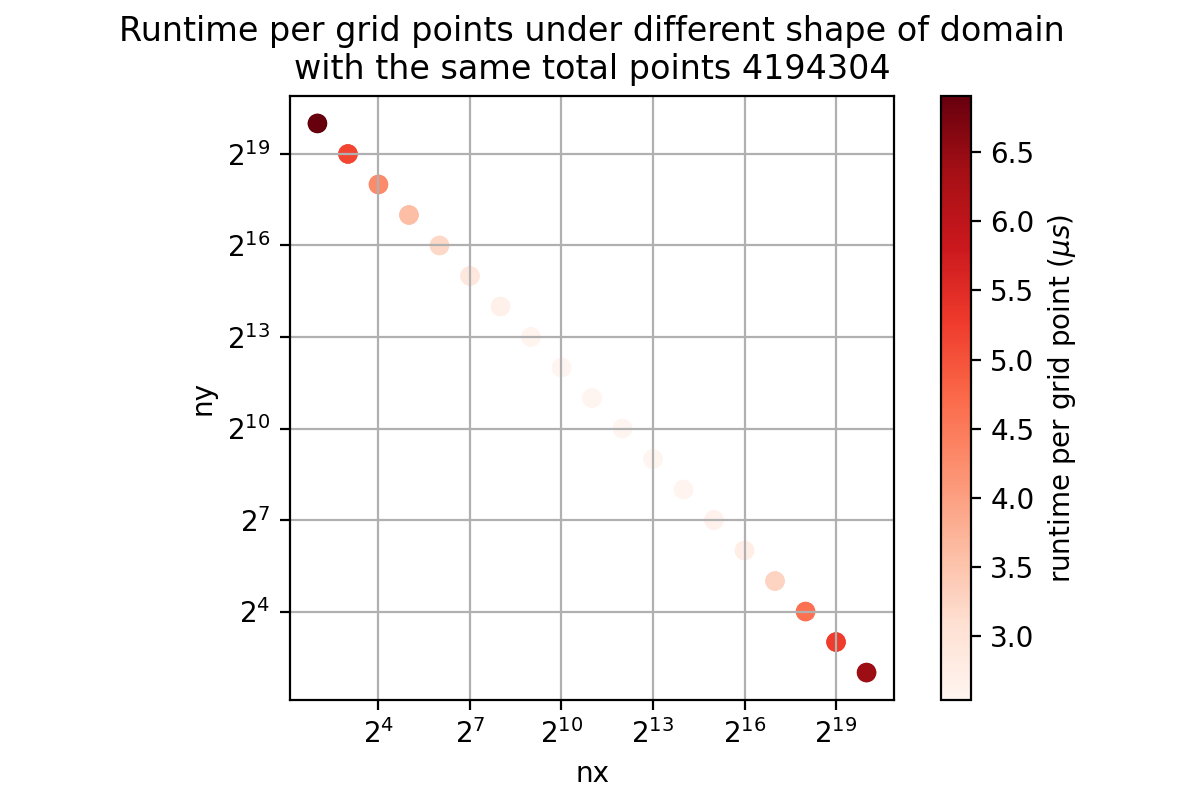 Runtime per grid points under different shape of domain
with the same total points 4194304
ny
2^19
2^16
2^13
2^10
2^7
2^4
2^4 2^7 2^10 2^13 2^16 2^19
nx
6.5
6.0
5.5
5.0
4.5
4.0
3.5
3.0
runtime per grid point (μs)